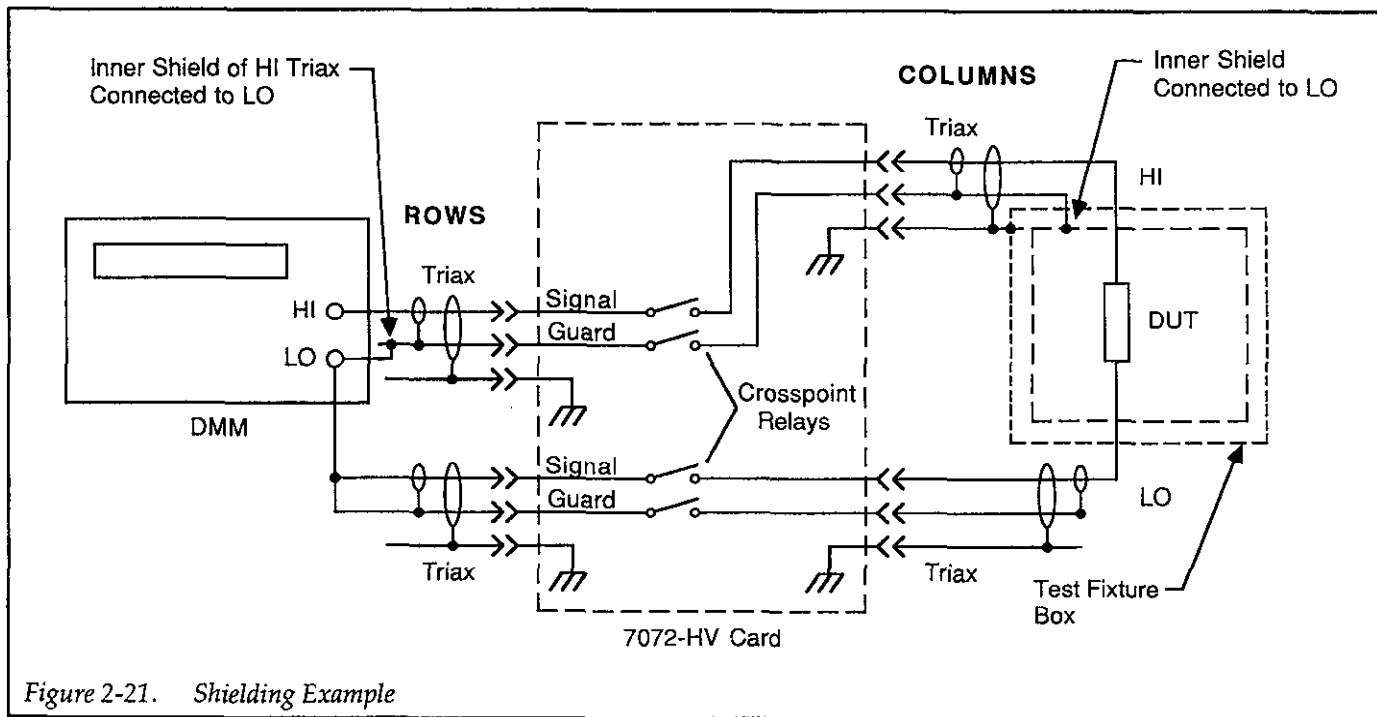 Inner Shield of HI Triax
Connected to LO
COLUMNS
Inner Shield
Connected to LO
Triax
HI
ROWS
Triax
HI
Signal
Guard
LO
DUT
Crosspoint
Relays
DMM
Signal
Guard
LO
Triax
Triax
Test Fixture
Box
7072-HV Card
Figure 2-21. Shielding Example